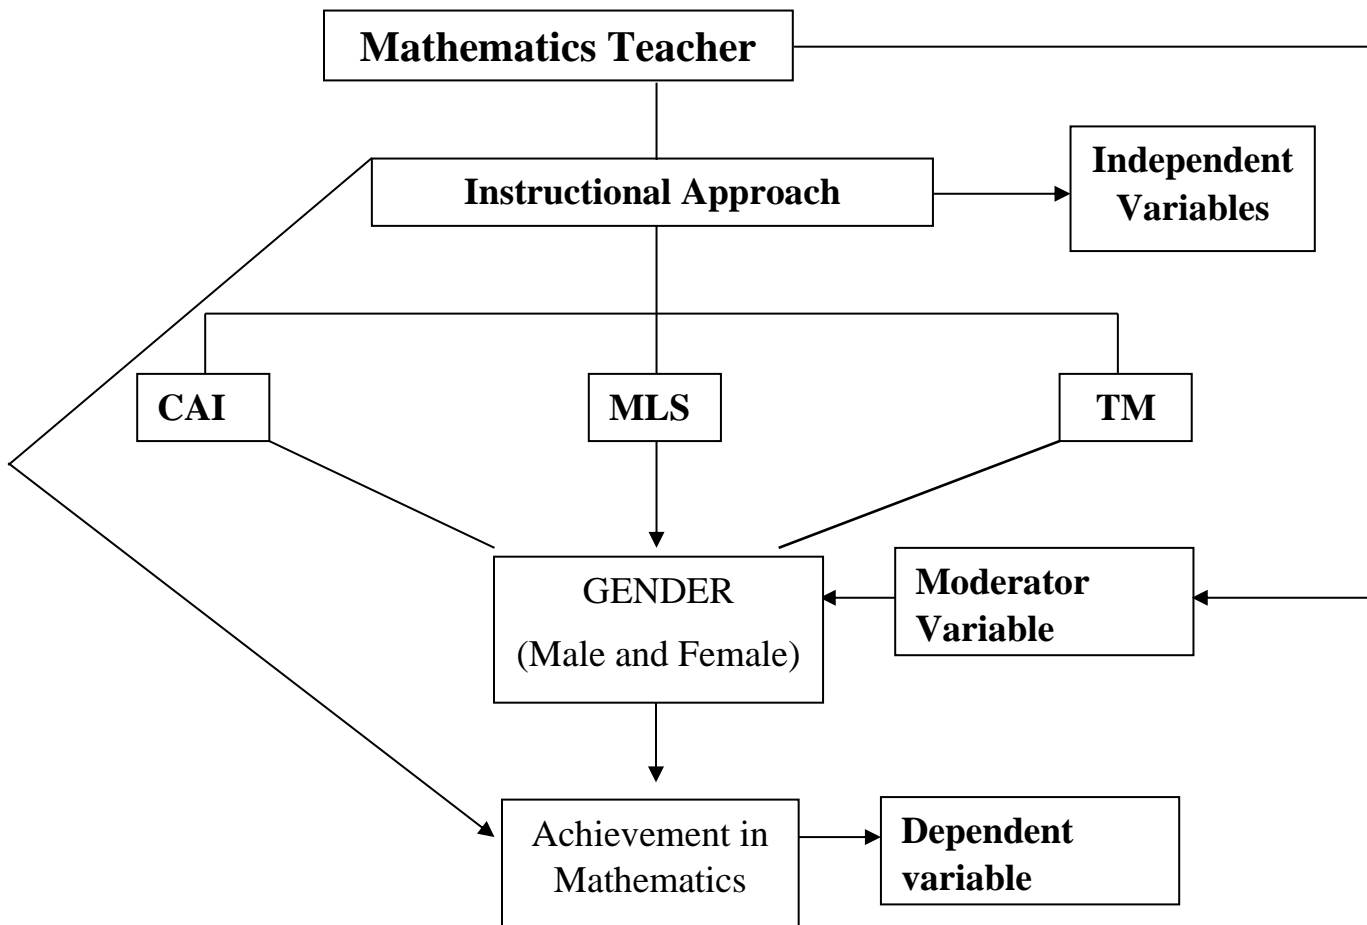 Mathematics Teacher
Instructional Approach
Independent
Variables
CAI
MLS
TM
GENDER
(Male and Female)
Moderator
Variable
Achievement in
Mathematics
Dependent
variable